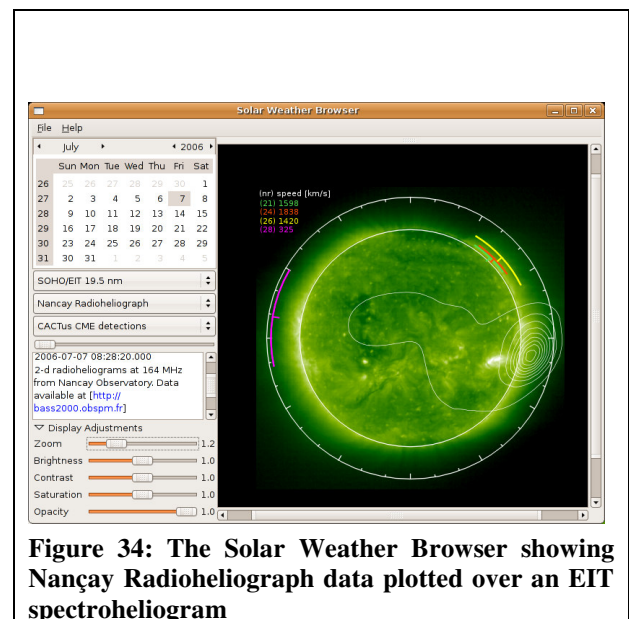 Solar Weather Browser
File Help
July 2006
Sun Mon Tue Wed Thu Fri Sat
26 25 26 27 28 29 30 1
27 2 3 4 5 6 7 8
28 9 10 11 12 13 14 15
29 16 17 18 19 20 21 22
30 23 24 25 26 27 28 29
31 30 31 1 2 3 4 5
SOHO/EIT 19.5 nm
Nancay Radioheliograph
CACTus CME detections
2006-07-07 08:28:20.000
2-d radioheliograms at 164 MHz
from Nancay Observatory. Data
available at [http://
bass2000.obspm.fr]
Display Adjustments
Zoom 1.2
Brightness 1.0
Contrast 1.0
Saturation 1.0
Opacity 1.0
(nr) speed [km/s]
(21) 1598
(24) 1838
(26) 1420
(28) 325
Figure 34: The Solar Weather Browser showing
Nançay Radioheliograph data plotted over an EIT
spectroheliogram